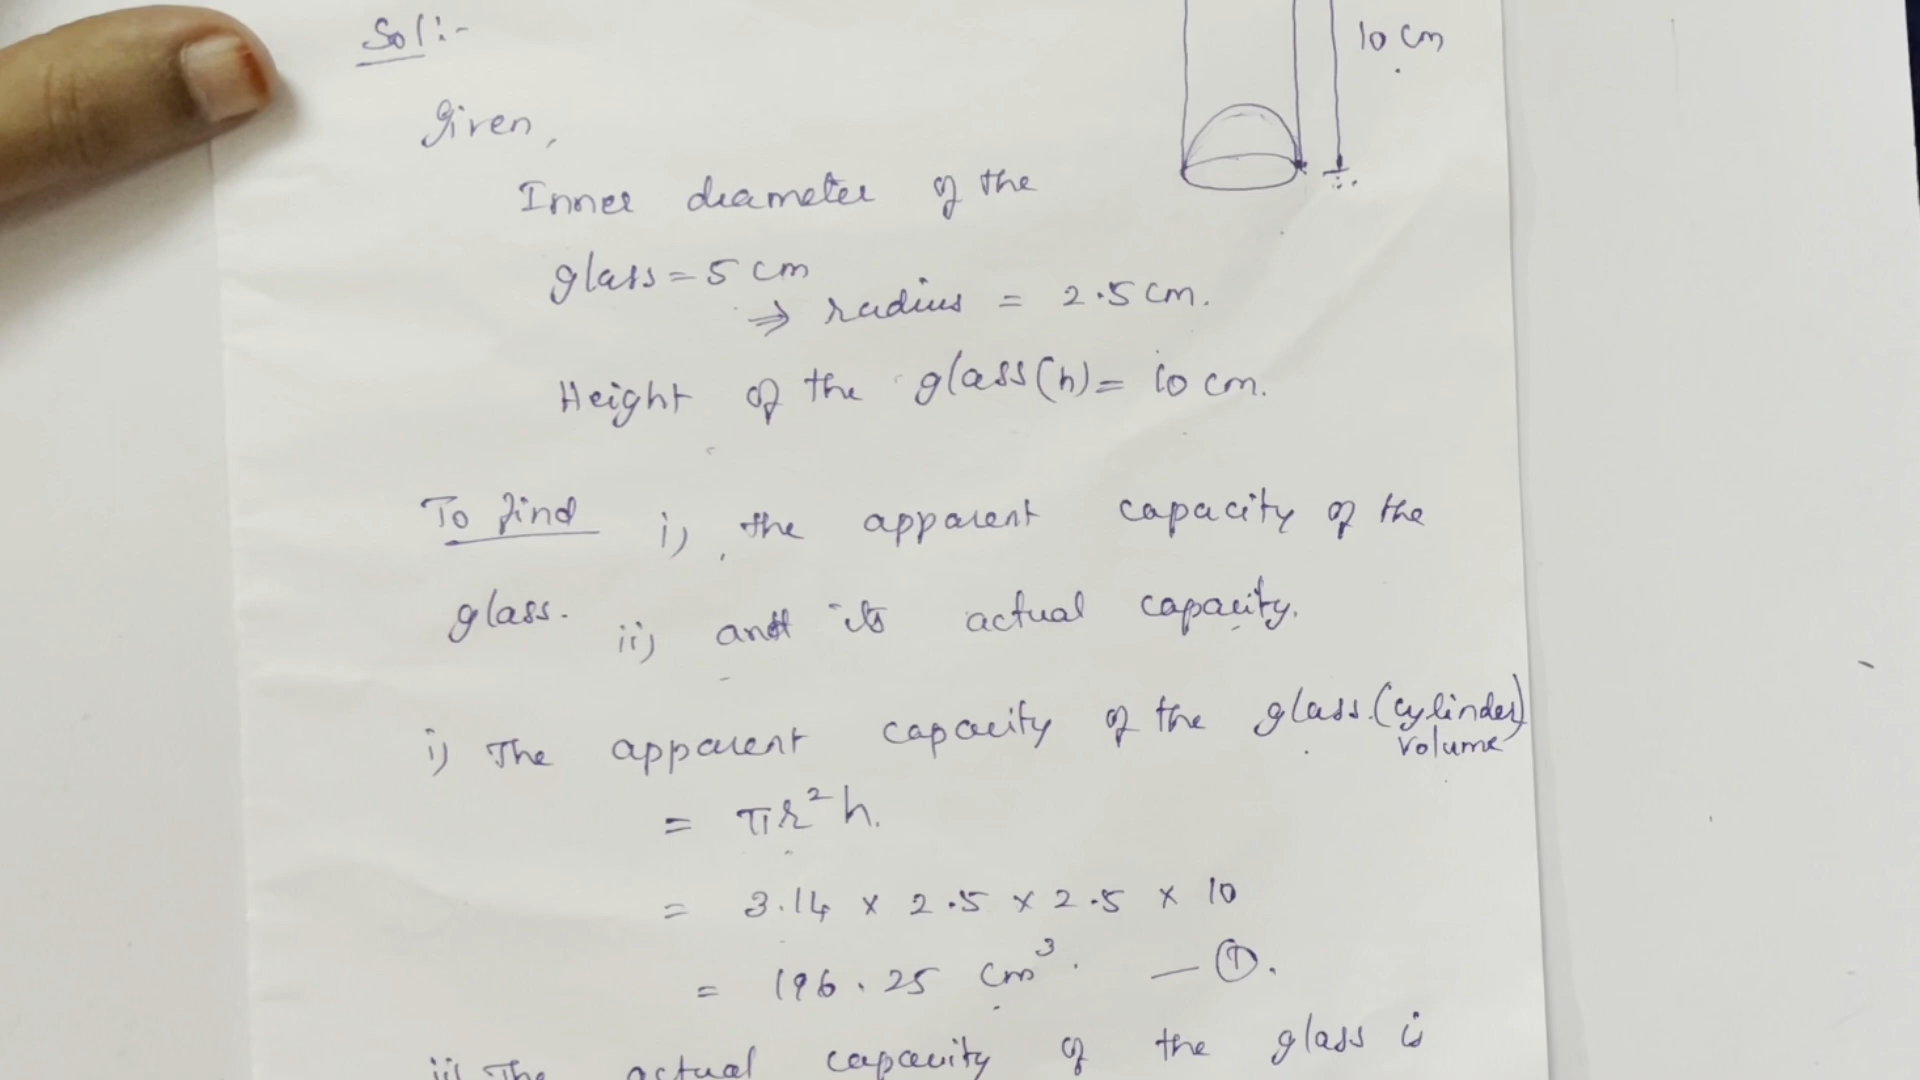 Sol:-
10 cm
Given,
Inner diameter of the
glass = 5 cm
⇒ radius = 2.5 cm.
Height of the glass (h) = 10 cm.
To find i) the apparent capacity of the
glass. ii) and its actual capacity.
i) The apparent capacity of the glass. (cylinder)
volume
= πr²h.
= 3.14 × 2.5 × 2.5 × 10
= 196.25 cm³. — ①.
ii) The actual capacity of the glass is